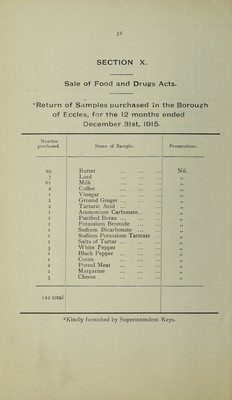 38
SECTION X.
Sale of Food and Drugs Acts.
*Return of Samples purchased in the Borough
of Eccles, for the 12 months ended
December 31st, 1915.
Number purchased. Name of Sample. Prosecutions.
29 Butter ... ... ... Nil.
7 Lard ... ... ... ,,
61 Milk ... ... ... ,,
2 Coffee ... ... ... ,,
1 Vinegar ... ... ... ,,
2 Ground Ginger ... ... ,,
2 Tartaric Acid ... ... ... ,,
1 Ammonium Carbonate ... ,,
1 Purified Borax ... ... ... ,,
1 Potassium Bromide ... ,,
1 Sodium Bicarbonate ... ,,
1 Sodium Potassium Tartrate ,,
1 Salts of Tartar ... ... ... ,,
3 White Pepper ... ... ,,
1 Black Pepper ... ... ... ,,
1 Cocoa ... ... ... ,,
2 Potted Meat ... ... ,,
2 Margarine ... ... ... ,,
3 Cheese ... ... ... ,,
122 total
*Kindly furnished by Superintendent Keys.